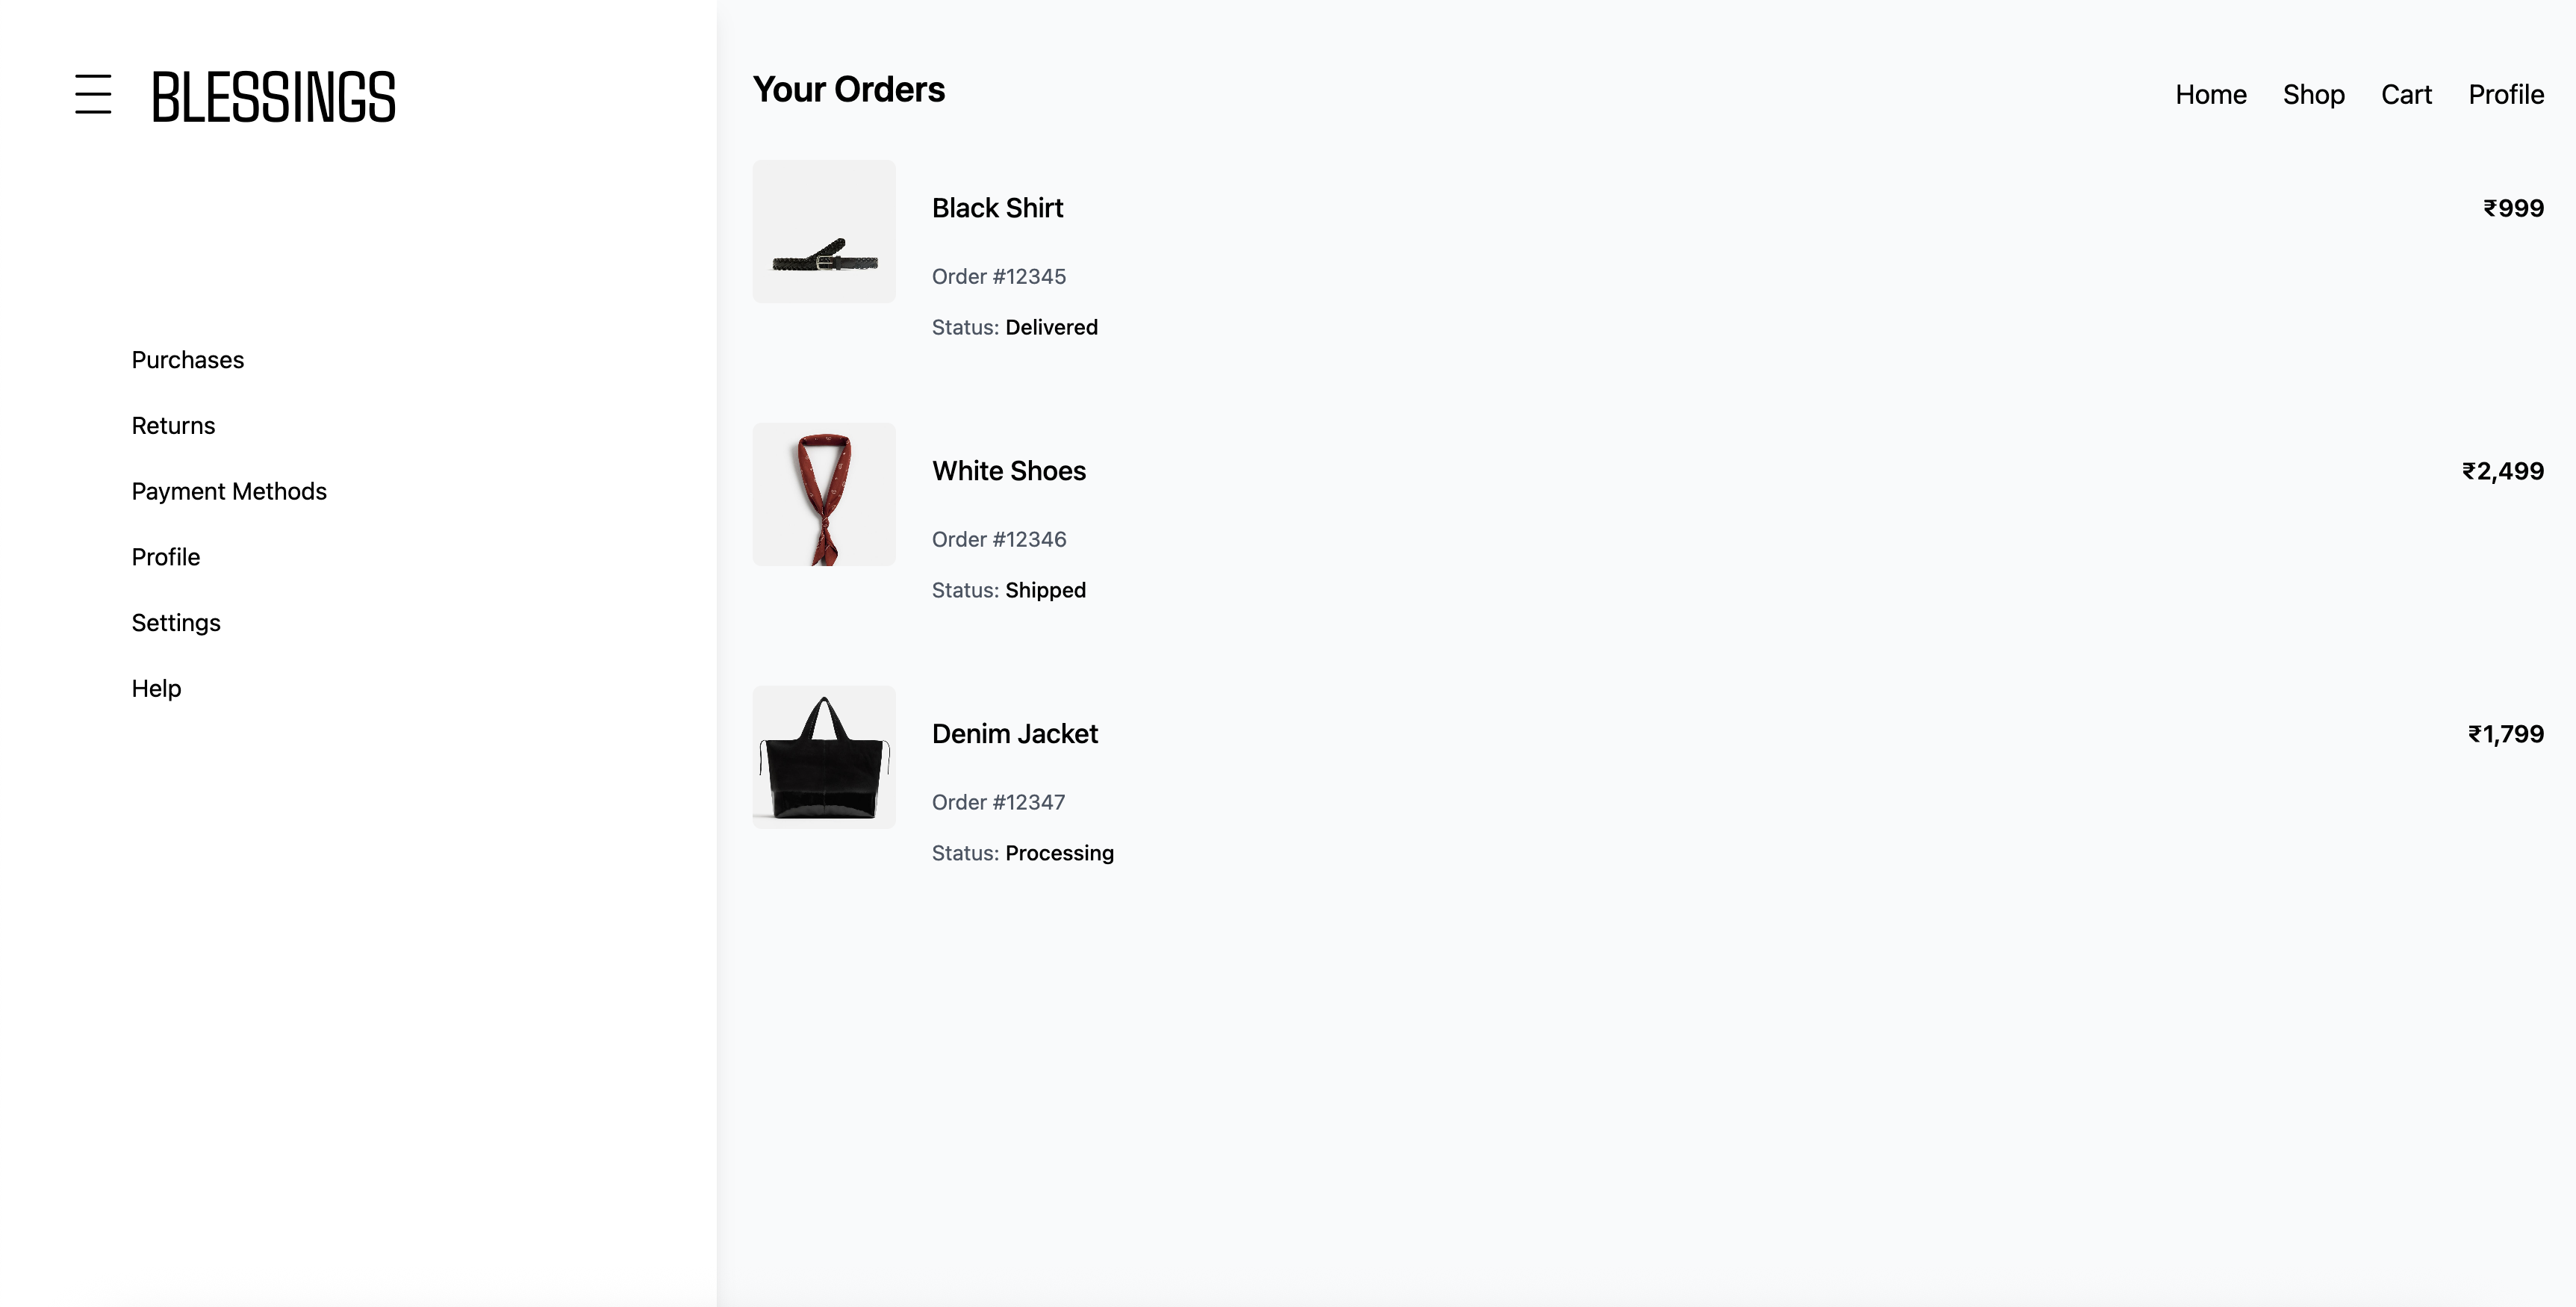 BLESSINGS
Purchases
Returns
Payment Methods
Profile
Settings
Help
Your Orders
Home Shop Cart Profile
Black Shirt ₹999
Order #12345
Status: Delivered
White Shoes ₹2,499
Order #12346
Status: Shipped
Denim Jacket ₹1,799
Order #12347
Status: Processing